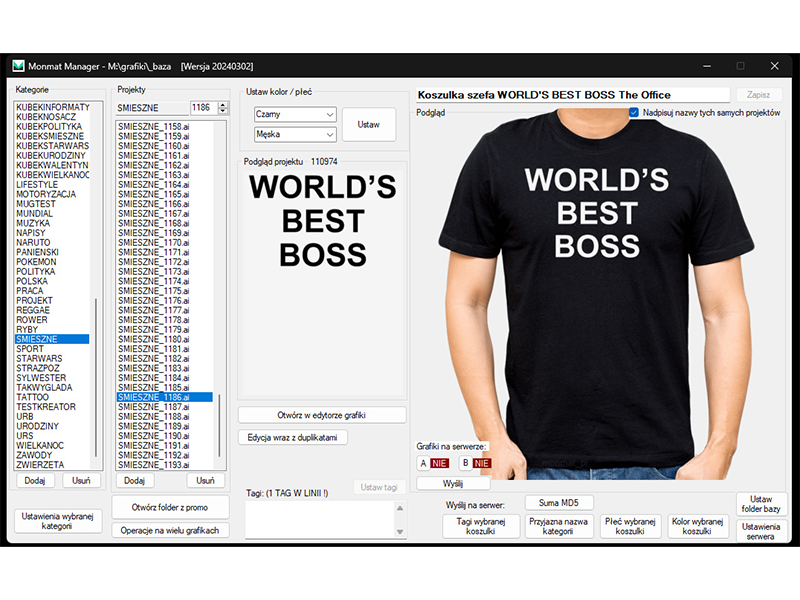 Monmat Manager - M:\grafiki\_baza [Wersja 20240302]
Kategorie
KUBEKINFORMATY
KUBEKNOSACZ
KUBEKPOLITYKA
KUBEKSMIESZNE
KUBEKSTARWARS
KUBEKURODZINY
KUBEKWALENTYN
KUBEKWIELKANOC
LIFESTYLE
MOTORYZACJA
MUGTEST
MUNDIAL
MUZYKA
NAPISY
NARUTO
PANIENSKI
POKEMON
POLITYKA
POLSKA
PRACA
PROJEKT
REGGAE
ROWER
RYBY
SMIESZNE
SPORT
STARWARS
STRAZPOZ
SYLWESTER
TAKWYGLADA
TATTOO
TESTKREATOR
URB
URODZINY
URS
WIELKANOC
ZAWODY
ZWIERZETA
Dodaj Usuń
Ustawienia wybranej
kategorii
Projekty
SMIESZNE 1186
SMIESZNE_1158.ai
SMIESZNE_1159.ai
SMIESZNE_1160.ai
SMIESZNE_1161.ai
SMIESZNE_1162.ai
SMIESZNE_1163.ai
SMIESZNE_1164.ai
SMIESZNE_1165.ai
SMIESZNE_1166.ai
SMIESZNE_1167.ai
SMIESZNE_1168.ai
SMIESZNE_1169.ai
SMIESZNE_1170.ai
SMIESZNE_1171.ai
SMIESZNE_1172.ai
SMIESZNE_1173.ai
SMIESZNE_1174.ai
SMIESZNE_1175.ai
SMIESZNE_1176.ai
SMIESZNE_1177.ai
SMIESZNE_1178.ai
SMIESZNE_1179.ai
SMIESZNE_1180.ai
SMIESZNE_1181.ai
SMIESZNE_1182.ai
SMIESZNE_1183.ai
SMIESZNE_1184.ai
SMIESZNE_1185.ai
SMIESZNE_1186.ai
SMIESZNE_1187.ai
SMIESZNE_1188.ai
SMIESZNE_1189.ai
SMIESZNE_1190.ai
SMIESZNE_1191.ai
SMIESZNE_1192.ai
SMIESZNE_1193.ai
Dodaj Usuń
Otwórz folder z promo
Operacje na wielu grafikach
Ustaw kolor / płeć
Czarny
Męska
Ustaw
Podgląd projektu 110974
WORLD'S
BEST
BOSS
Otwórz w edytorze grafiki
Edycja wraz z duplikatami
Ustaw tagi
Tagi: (1 TAG W LINII !)
Koszulka szefa WORLD'S BEST BOSS The Office
Zapisz
Podgląd
Nadpisuj nazwy tych samych projektów
WORLD'S
BEST
BOSS
Grafiki na serwerze:
A NIE B NIE
Wyślij
Wyślij na serwer:
Suma MD5
Tagi wybranej
koszulki
Przyjazna nazwa
kategorii
Płeć wybranej
koszulki
Kolor wybranej
koszulki
Ustaw
folder bazy
Ustawienia
serwera